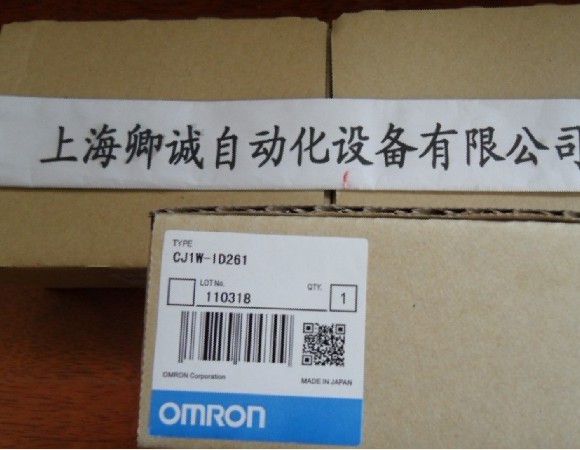 上海卿诚自动化设备有限公司
TYPE
CJ1W-ID261
LOT No.
110318
QTY.
1
OMRON Corporation
MADE IN JAPAN
OMRON